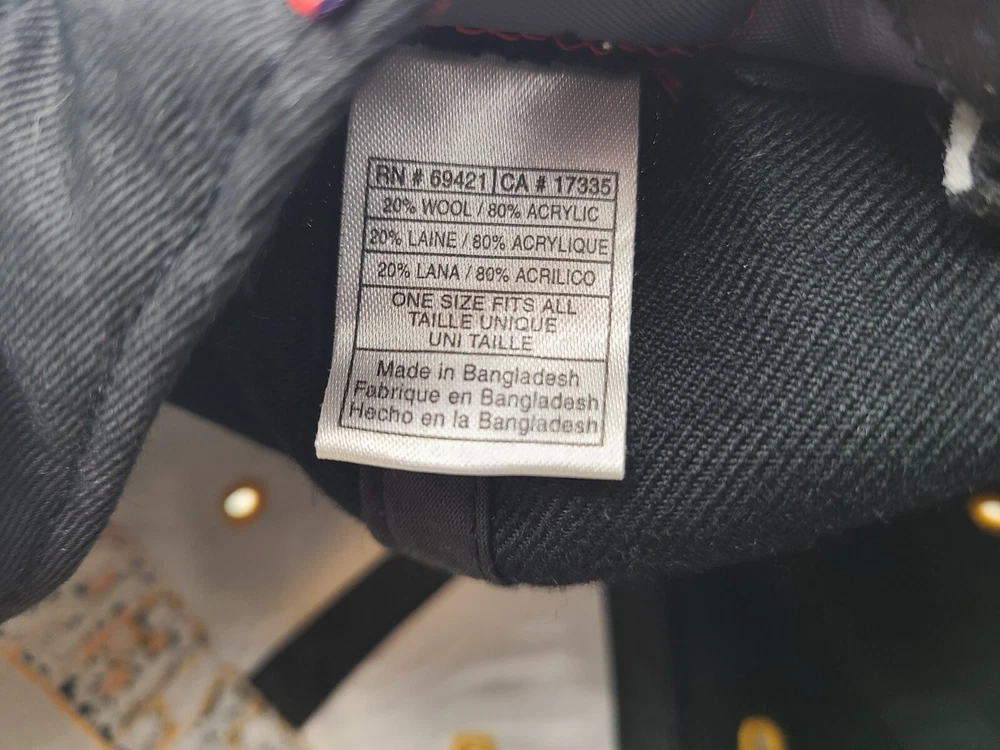 RN # 69421 CA # 17335
20% WOOL / 80% ACRYLIC
20% LAINE / 80% ACRYLIQUE
20% LANA / 80% ACRILICO
ONE SIZE FITS ALL
TAILLE UNIQUE
UNI TAILLE
Made in Bangladesh
Fabrique en Bangladesh
Hecho en la Bangladesh